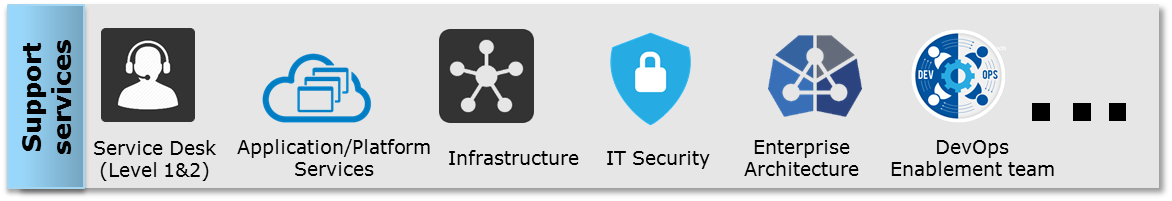 Support
services
Service Desk
(Level 1&2)
Application/Platform
Services
Infrastructure
IT Security
Enterprise
Architecture
DEV
OPS
DevOps
Enablement team